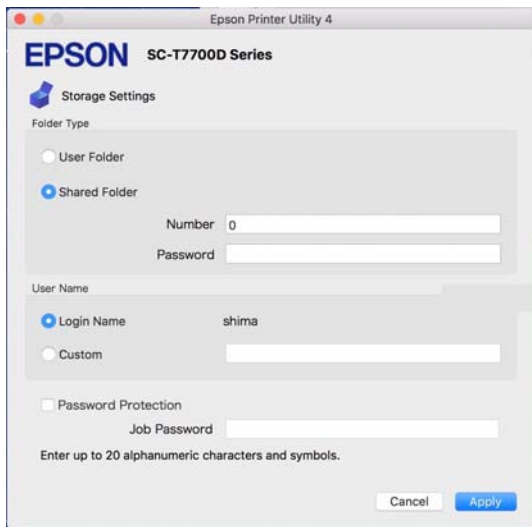 Epson Printer Utility 4
EPSON SC-T7700D Series
Storage Settings
Folder Type
User Folder
Shared Folder
Number 0
Password
User Name
Login Name shima
Custom
Password Protection
Job Password
Enter up to 20 alphanumeric characters and symbols.
Cancel Apply